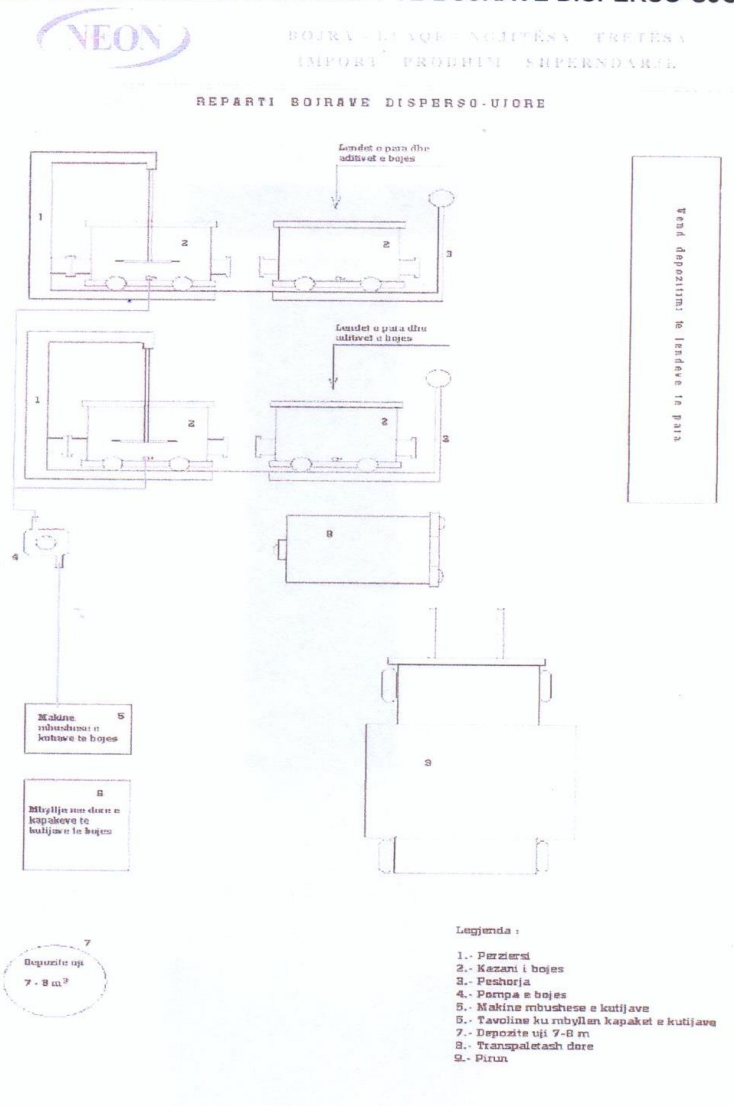 NEON
IMPORT PRODHIM SHPERNDARJE
REPARTI BOJRAVE DISPERSO-UJORE
Lendet e para dhe
aditivet e bojes
1
2
2
3
Vend depozitimi te lendeve te para
Lendet e para dhe
aditivet e bojes
1
2
2
3
4
8
Makine 5
mbushese e
kutive te bojes
9
6
Mbyllje me dore e
kapakeve te
kutijave te bojes
7
Depozite uji
7 - 8 m³
Legjenda :
1.- Perziersi
2.- Kazani i bojes
3.- Peshorja
4.- Pompa e bojes
5.- Makine mbushese e kutijave
6.- Tavoline ku mbyllen kapaket e kutijave
7.- Depozite uji 7-8 m
8.- Transpaletash dore
9.- Pirun